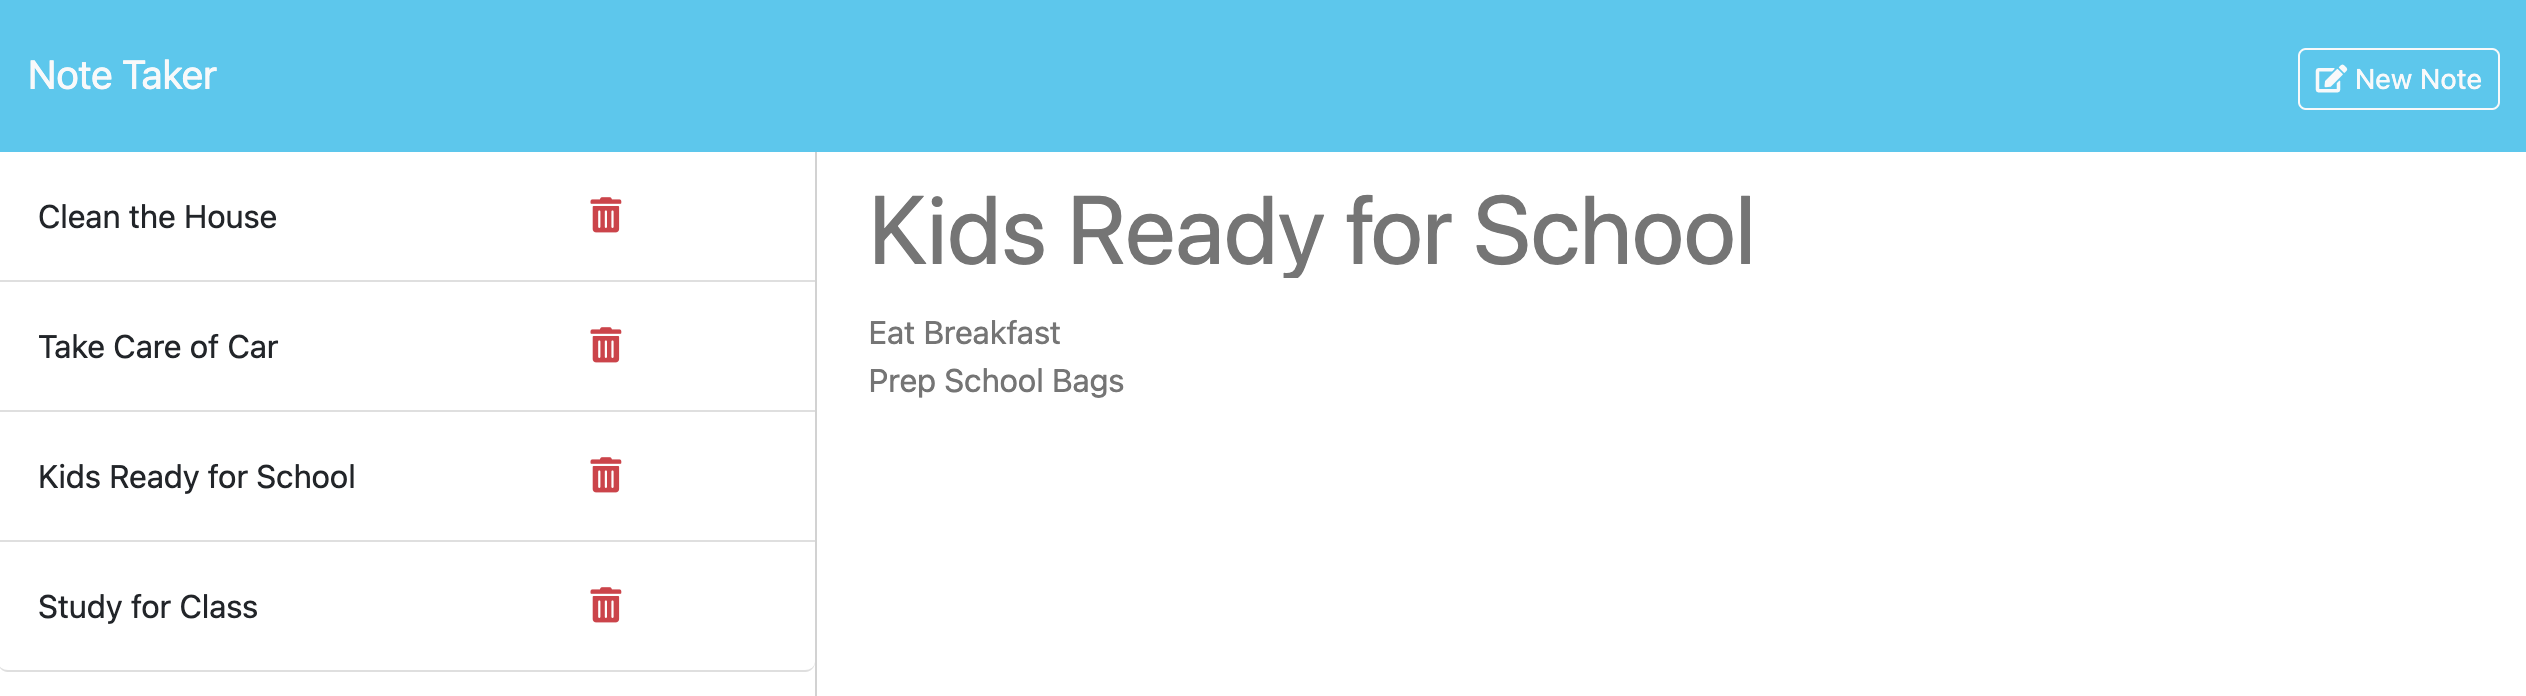 Note Taker
New Note
Clean the House
Take Care of Car
Kids Ready for School
Study for Class
Kids Ready for School
Eat Breakfast
Prep School Bags